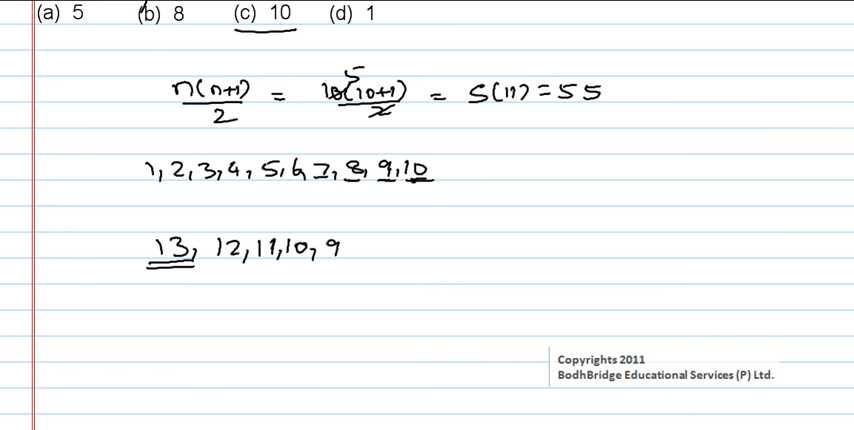 (a) 5 (b) 8 (c) 10 (d) 1
n(n+1)/2 = 10(10+1)/2 5 = 5(11) = 55
1, 2, 3, 4, 5, 6, 7, 8, 9, 10
13, 12, 11, 10, 9
Copyrights 2011
BodhBridge Educational Services (P) Ltd.